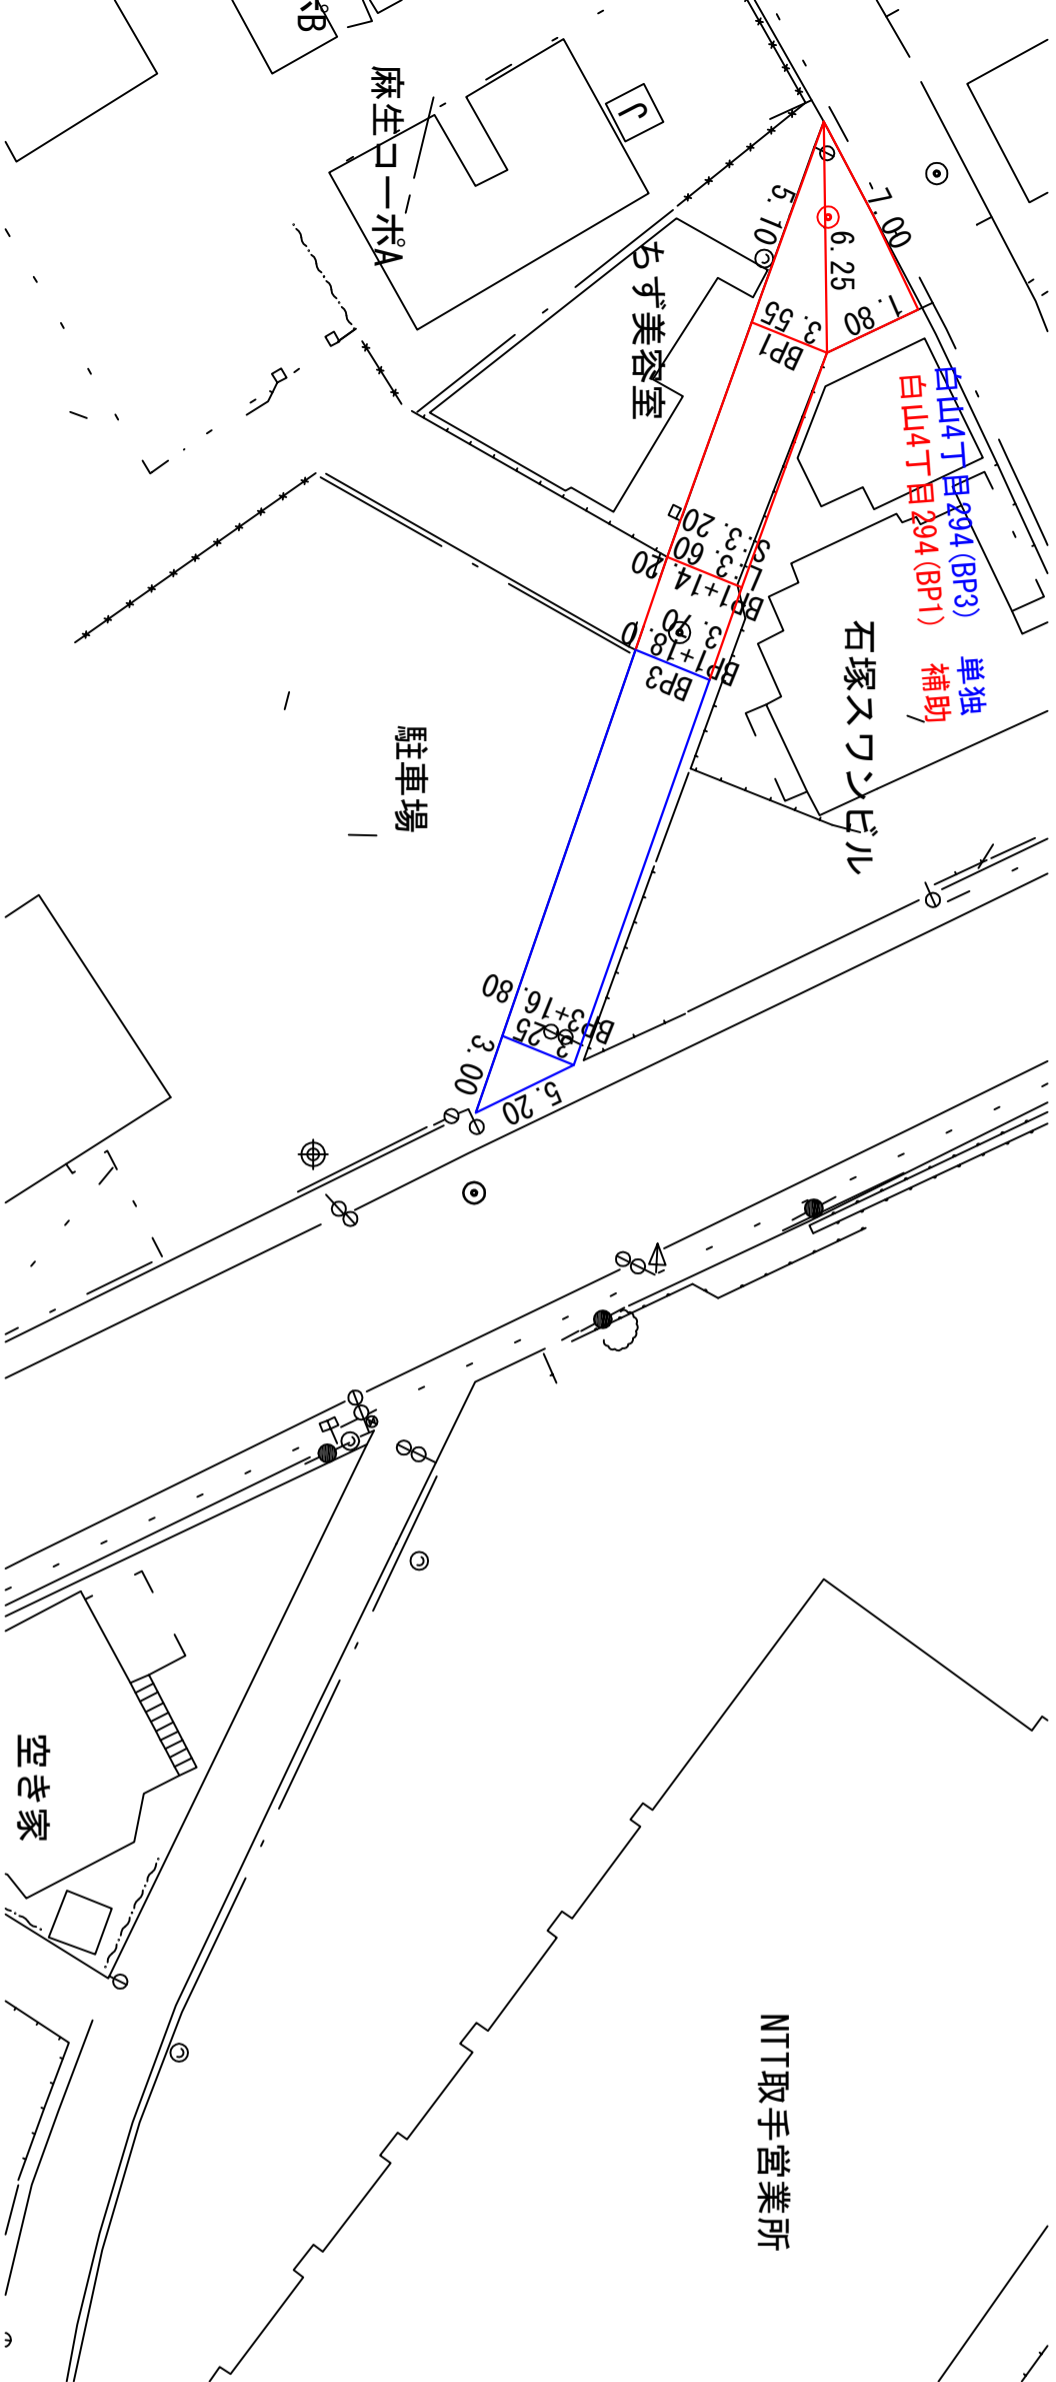 麻生コーポA
ちず美容室
-7.00
6.25
5.10
1.80
3.55
BP1
白山4丁目294(BP3) 単独
白山4丁目294(BP1) 補助
S:3.20
L:3.60
BP1+14.20
3.70
BP3
石塚スワンビル
駐車場
BP3+16.80
3.25
3.00
5.20
空き家
NTT取手営業所